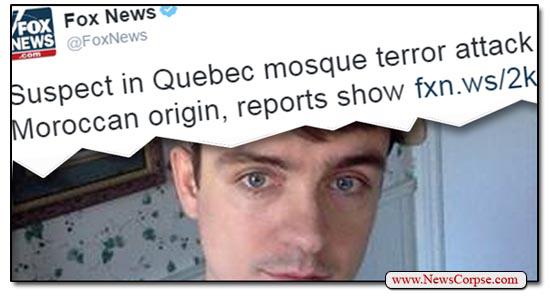 FOX
NEWS
.com
Fox News
@FoxNews
Suspect in Quebec mosque terror attack
Moroccan origin, reports show fxn.ws/2k
www.NewsCorpse.com